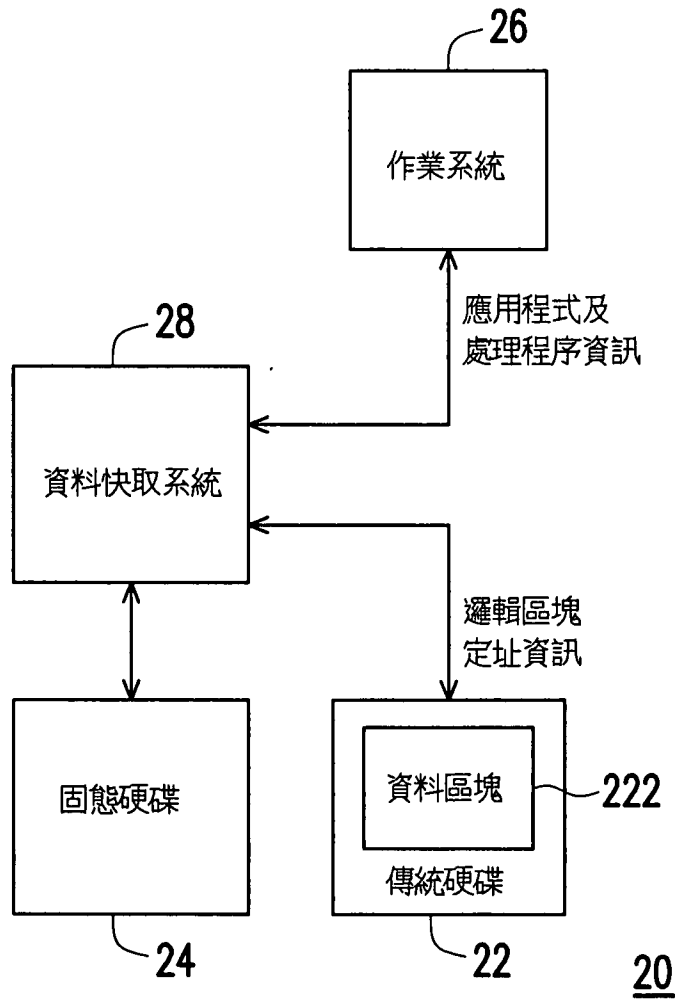 26
作業系統
應用程式及
處理程序資訊
28
資料快取系統
邏輯區塊
定址資訊
固態硬碟
資料區塊
222
傳統硬碟
24
22
20